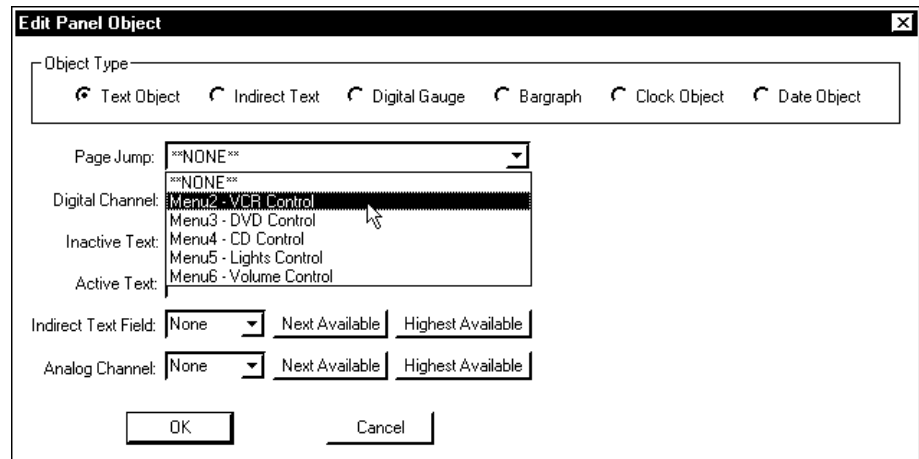 Edit Panel Object
Object Type
Text Object Indirect Text Digital Gauge Bargraph Clock Object Date Object
Page Jump: **NONE**
**NONE**
Digital Channel: Menu2 - VCR Control
Menu3 - DVD Control
Inactive Text: Menu4 - CD Control
Menu5 - Lights Control
Active Text: Menu6 - Volume Control
Indirect Text Field: None Next Available Highest Available
Analog Channel: None Next Available Highest Available
OK Cancel